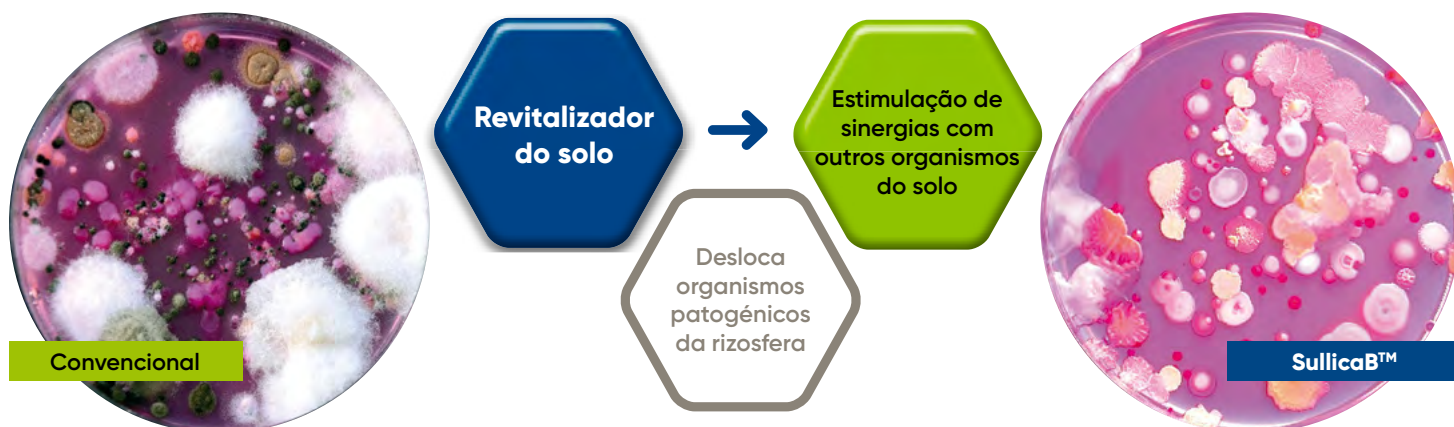 Revitalizador
do solo
Estimulação de
sinergias com
outros organismos
do solo
Desloca
organismos
patogénicos
da rizosfera
Convencional
SullicaB™